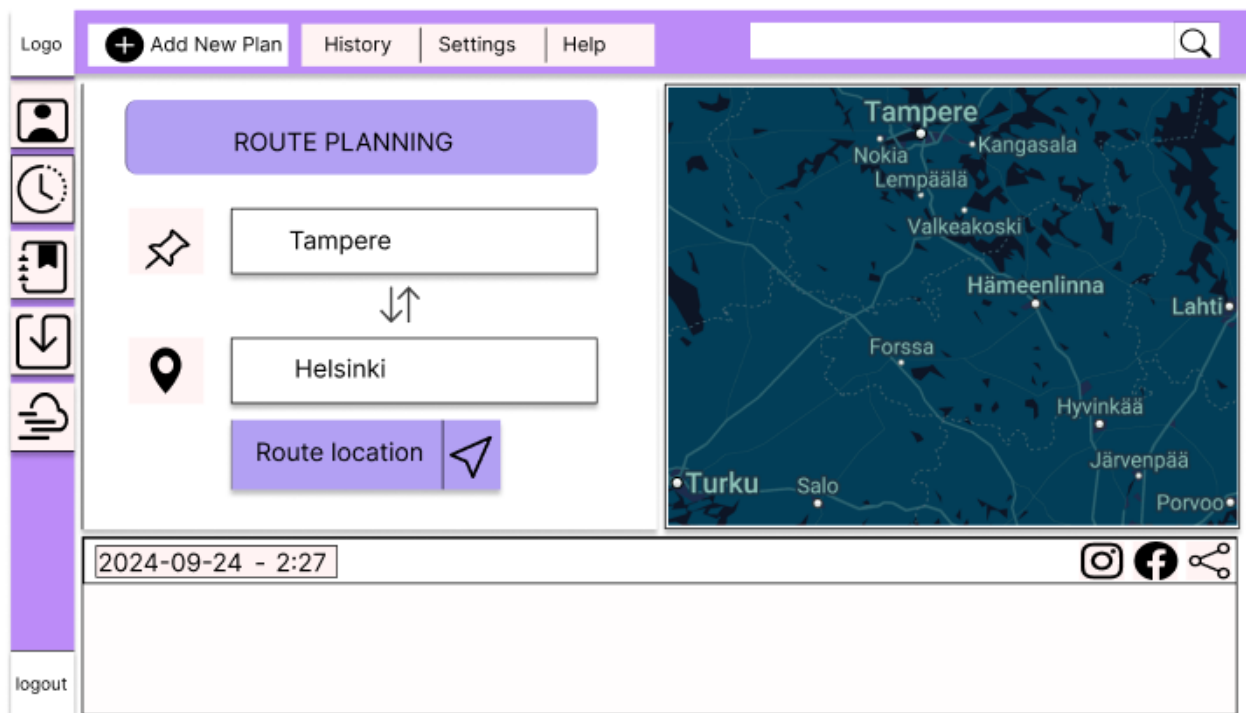 Logo
Add New Plan
History
Settings
Help
ROUTE PLANNING
Tampere
Helsinki
Route location
Tampere
Nokia
Kangasala
Lempäälä
Valkeakoski
Hämeenlinna
Lahti
Forssa
Hyvinkää
Järvenpää
Turku
Salo
Porvoo
2024-09-24 - 2:27
logout